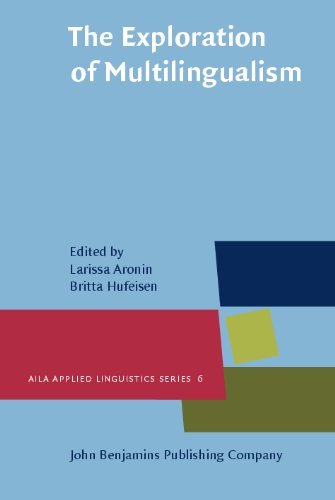 The Exploration
of Multilingualism
Edited by
Larissa Aronin
Britta Hufeisen
AILA APPLIED LINGUISTICS SERIES 6
John Benjamins Publishing Company